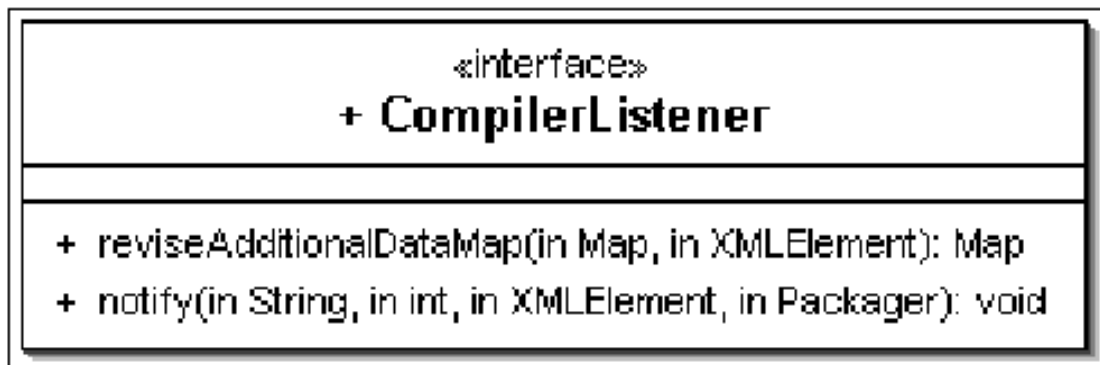 «interface»
+ CompilerListener
+ reviseAdditionalDataMap(in Map, in XMLElement): Map
+ notify(in String, in int, in XMLElement, in Packager): void